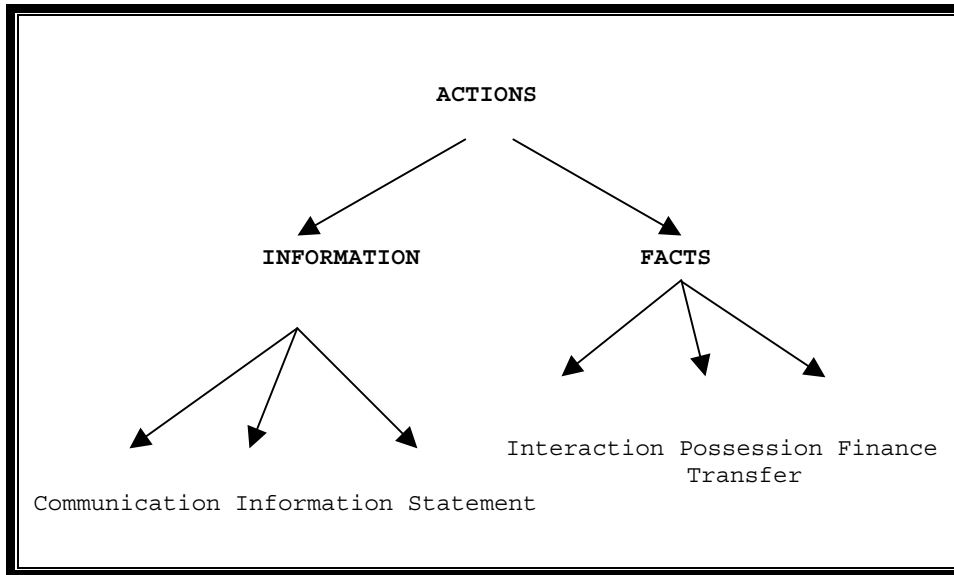 ACTIONS
INFORMATION FACTS
Interaction Possession Finance
Transfer
Communication Information Statement